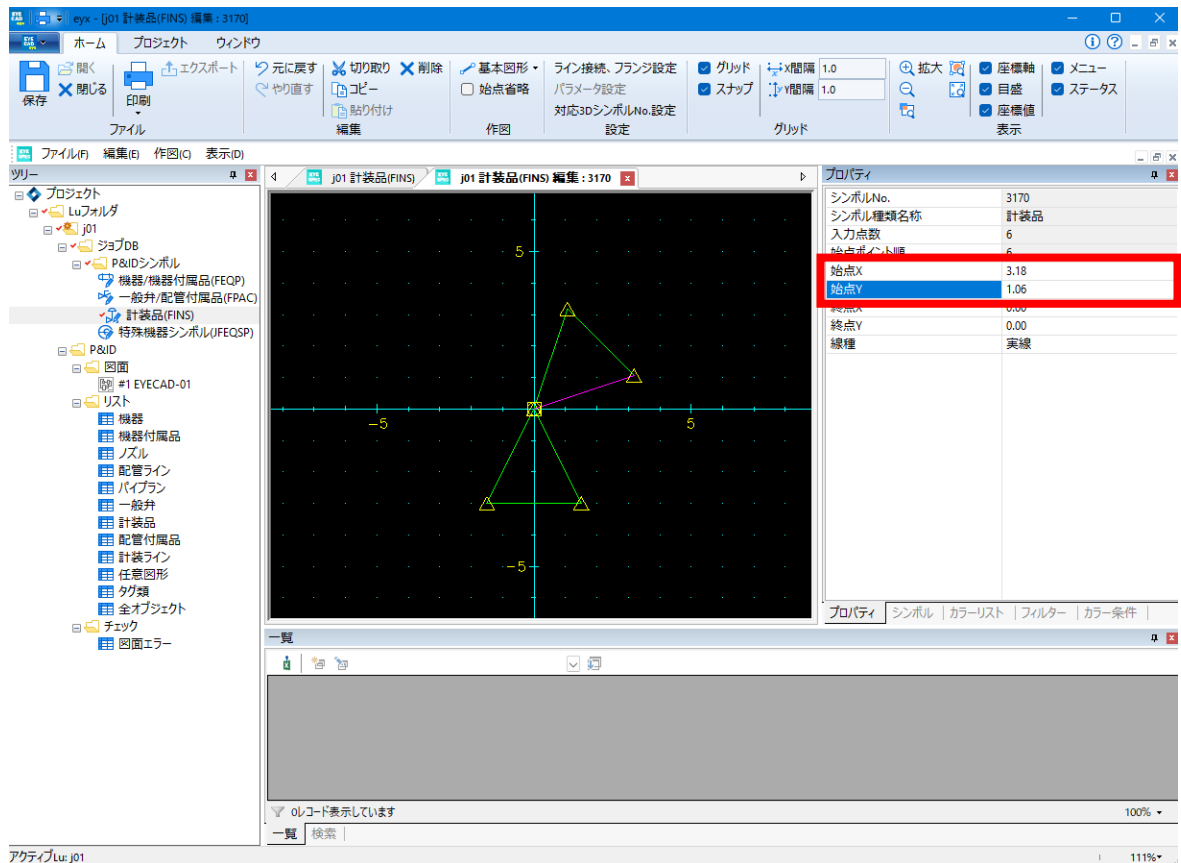 eyx - [j01 計装品(FINS) 編集 : 3170]
ホーム プロジェクト ウィンドウ
開く
閉じる
保存
印刷
エクスポート
ファイル
元に戻す
やり直す
切り取り
削除
コピー
貼り付け
編集
基本図形
始点省略
作図
ライン接続、フランジ設定
パラメータ設定
対応3DシンボルNo.設定
設定
グリッド
スナップ
X間隔 1.0
Y間隔 1.0
グリッド
拡大
座標軸
目盛
座標値
メニュー
ステータス
表示
ファイル(F) 編集(E) 作図(C) 表示(D)
ツリー
プロジェクト
Luフォルダ
j01
ジョブDB
P&IDシンボル
機器/機器付属品(FEQP)
一般弁/配管付属品(FPAC)
計装品(FINS)
特殊機器シンボル(JFEQSP)
P&ID
図面
#1 EYECAD-01
リスト
機器
機器付属品
ノズル
配管ライン
パイプラン
一般弁
計装品
配管付属品
計装ライン
任意図形
タグ類
全オブジェクト
チェック
図面エラー
j01 計装品(FINS)
j01 計装品(FINS) 編集 : 3170
5
-5
5
-5
プロパティ
シンボルNo. 3170
シンボル種類名称 計装品
入力点数 6
始点ポイント順 6
始点X 3.18
始点Y 1.06
終点X 0.00
終点Y 0.00
線種 実線
プロパティ シンボル カラーリスト フィルター カラー条件
一覧
0レコード表示しています
100%
一覧 検索
アクティブLu: j01
111%